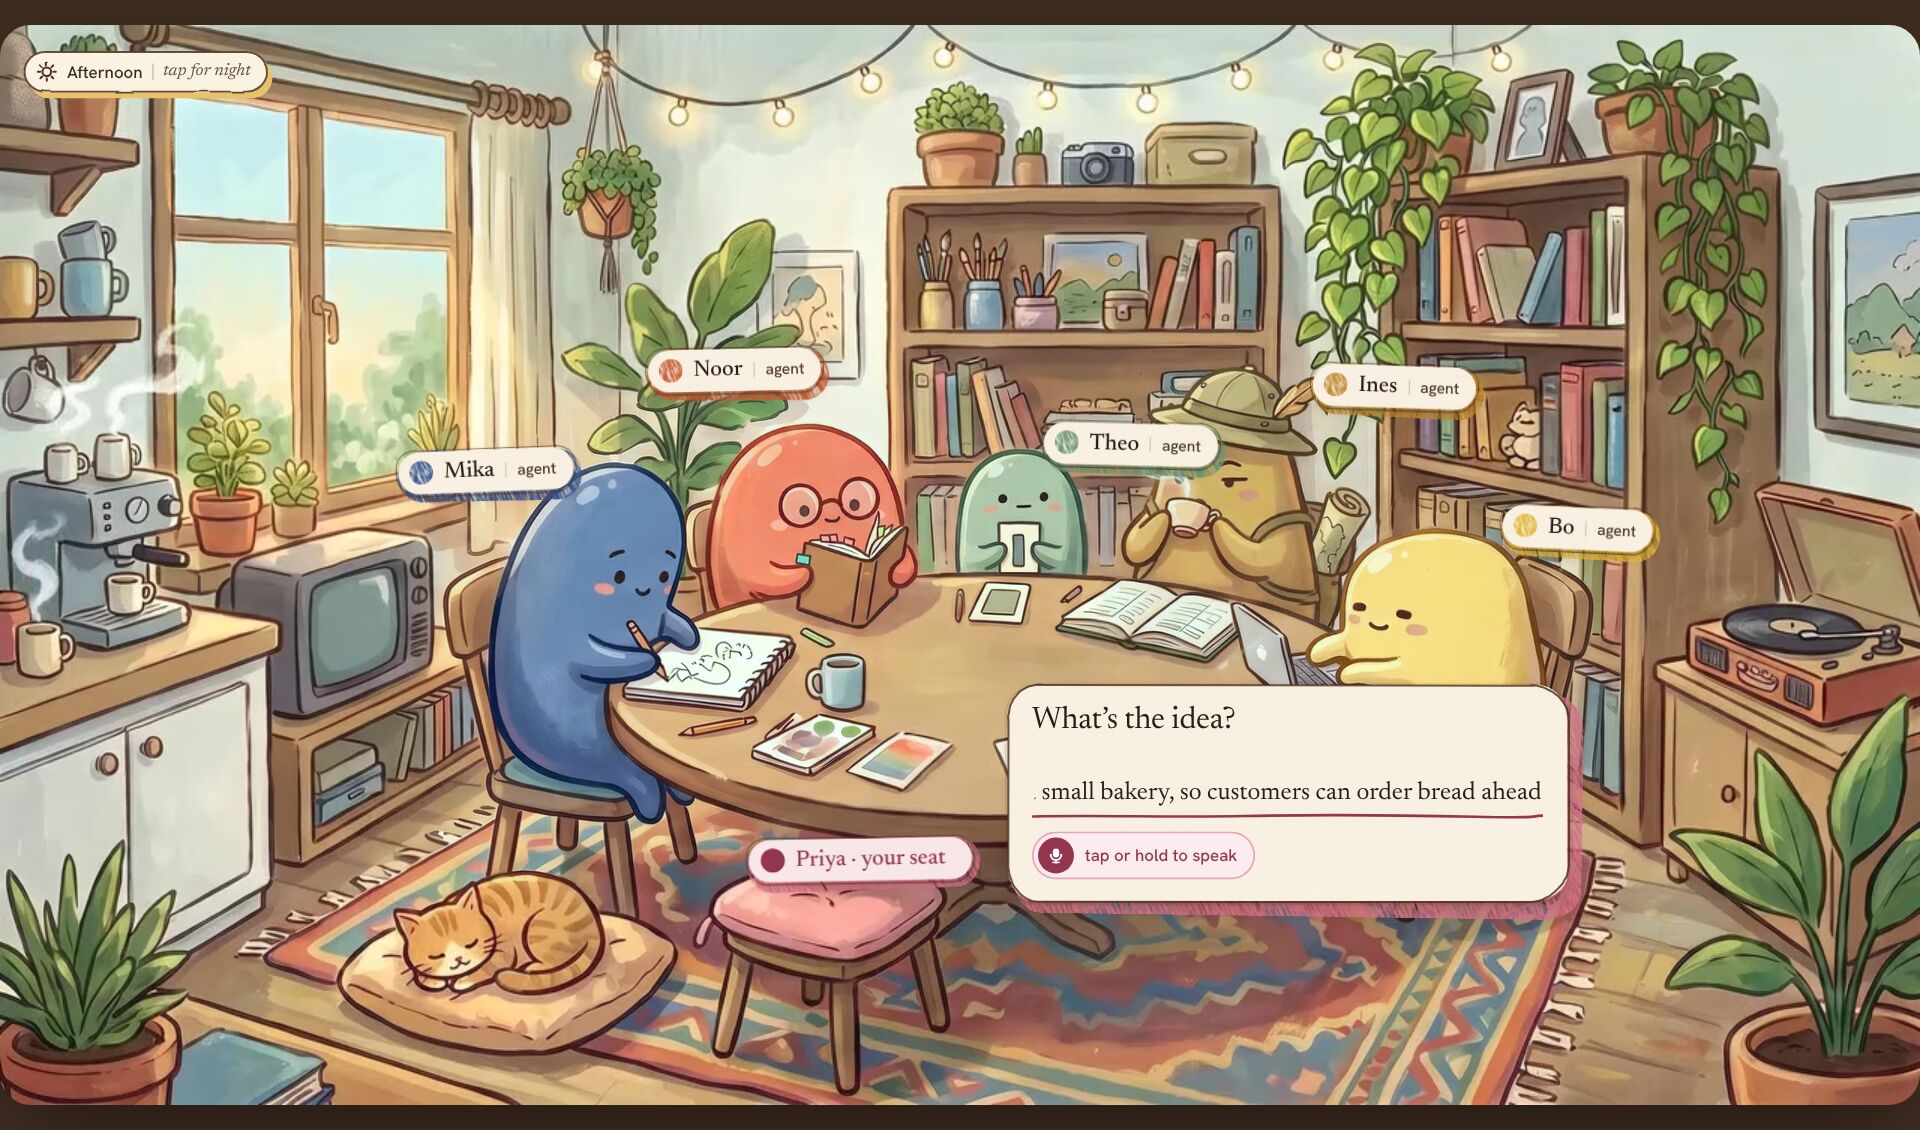 Afternoon | tap for night
Noor | agent
Ines | agent
Theo | agent
Mika | agent
Bo | agent
What's the idea?
. small bakery, so customers can order bread ahead
tap or hold to speak
Priya · your seat